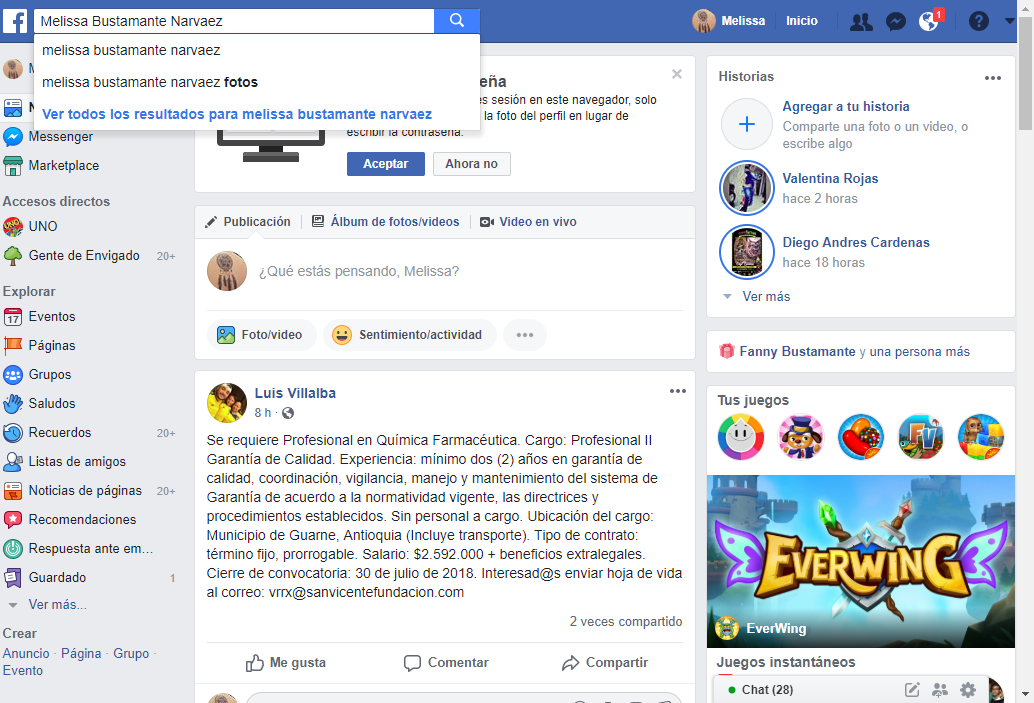 Melissa Bustamante Narvaez
Melissa
Inicio
1
melissa bustamante narvaez
melissa bustamante narvaez fotos
Ver todos los resultados para melissa bustamante narvaez
Messenger
Marketplace
Accesos directos
UNO
Gente de Envigado 20+
Explorar
17
Eventos
Páginas
Grupos
Saludos
Recuerdos 20+
Listas de amigos
Noticias de páginas 20+
Recomendaciones
Respuesta ante em...
Guardado 1
Ver más...
Crear
Anuncio · Página · Grupo ·
Evento
eña
es sesión en este navegador, solo
la foto del perfil en lugar de
escribir la contraseña.
Aceptar
Ahora no
Publicación
Álbum de fotos/videos
Video en vivo
¿Qué estás pensando, Melissa?
Foto/video
Sentimiento/actividad
Luis Villalba
8 h ·
Se requiere Profesional en Química Farmacéutica. Cargo: Profesional II
Garantía de Calidad. Experiencia: mínimo dos (2) años en garantía de
calidad, coordinación, vigilancia, manejo y mantenimiento del sistema de
Garantía de acuerdo a la normatividad vigente, las directrices y
procedimientos establecidos. Sin personal a cargo. Ubicación del cargo:
Municipio de Guarne, Antioquia (Incluye transporte). Tipo de contrato:
término fijo, prorrogable. Salario: $2.592.000 + beneficios extralegales.
Cierre de convocatoria: 30 de julio de 2018. Interesad@s enviar hoja de vida
al correo: vrrx@sanvicentefundacion.com
2 veces compartido
Me gusta
Comentar
Compartir
Historias
Agregar a tu historia
Comparte una foto o un video, o
escribe algo
Valentina Rojas
hace 2 horas
Diego Andres Cardenas
hace 18 horas
Ver más
Fanny Bustamante y una persona más
Tus juegos
FV
EVERWING
EverWing
Juegos instantáneos
Chat (28)